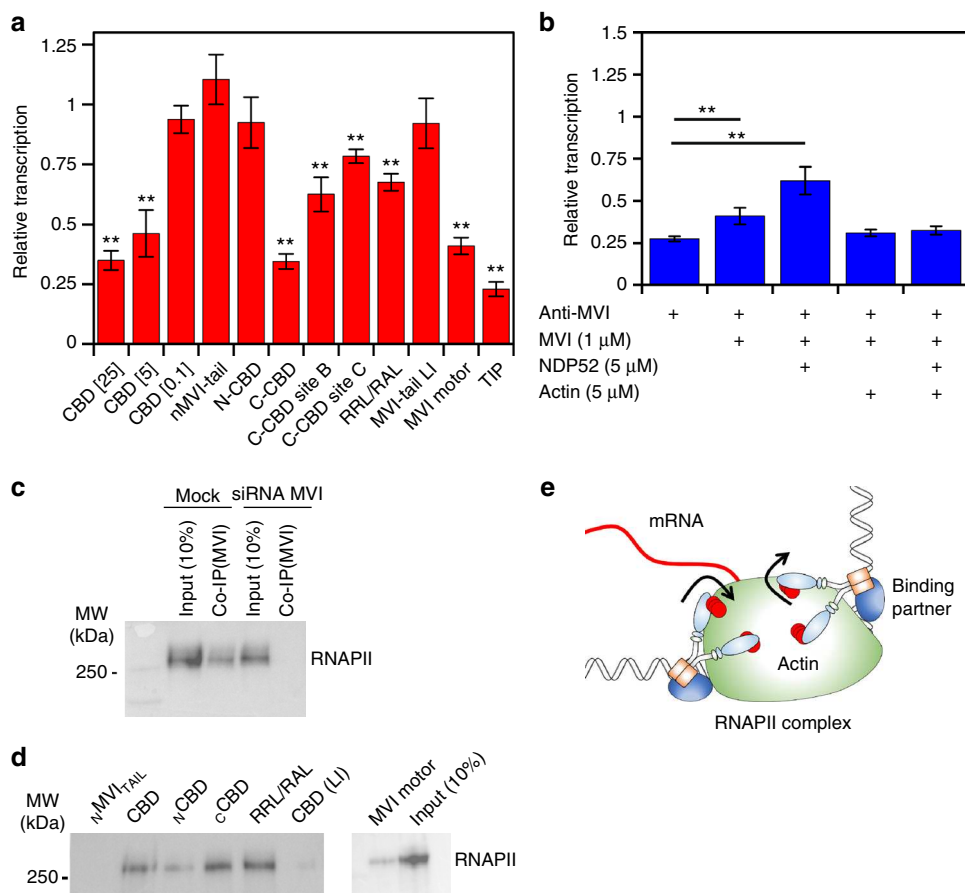 a
1.25
1
0.75
0.5
0.25
0
Relative transcription
CBD [25]
CBD [5]
CBD [0.1]
nMVI-tail
N-CBD
C-CBD
C-CBD site B
C-CBD site C
RRL/RAL
MVI-tail LI
MVI motor
TIP
** ** ** ** ** ** ** **
b
1.5
1.25
1
0.75
0.5
0.25
0
Relative transcription
**
**
Anti-MVI + + + + +
MVI (1 μM) + + + +
NDP52 (5 μM) + +
Actin (5 μM) + +
c
Mock siRNA MVI
Input (10%)
Co-IP(MVI)
Input (10%)
Co-IP(MVI)
MW
(kDa)
250 -
RNAPII
d
NMVITAIL
CBD
NCBD
CCBD
RRL/RAL
CBD (LI)
MVI motor
Input (10%)
MW
(kDa)
250 -
RNAPII
e
mRNA
Binding
partner
Actin
RNAPII complex